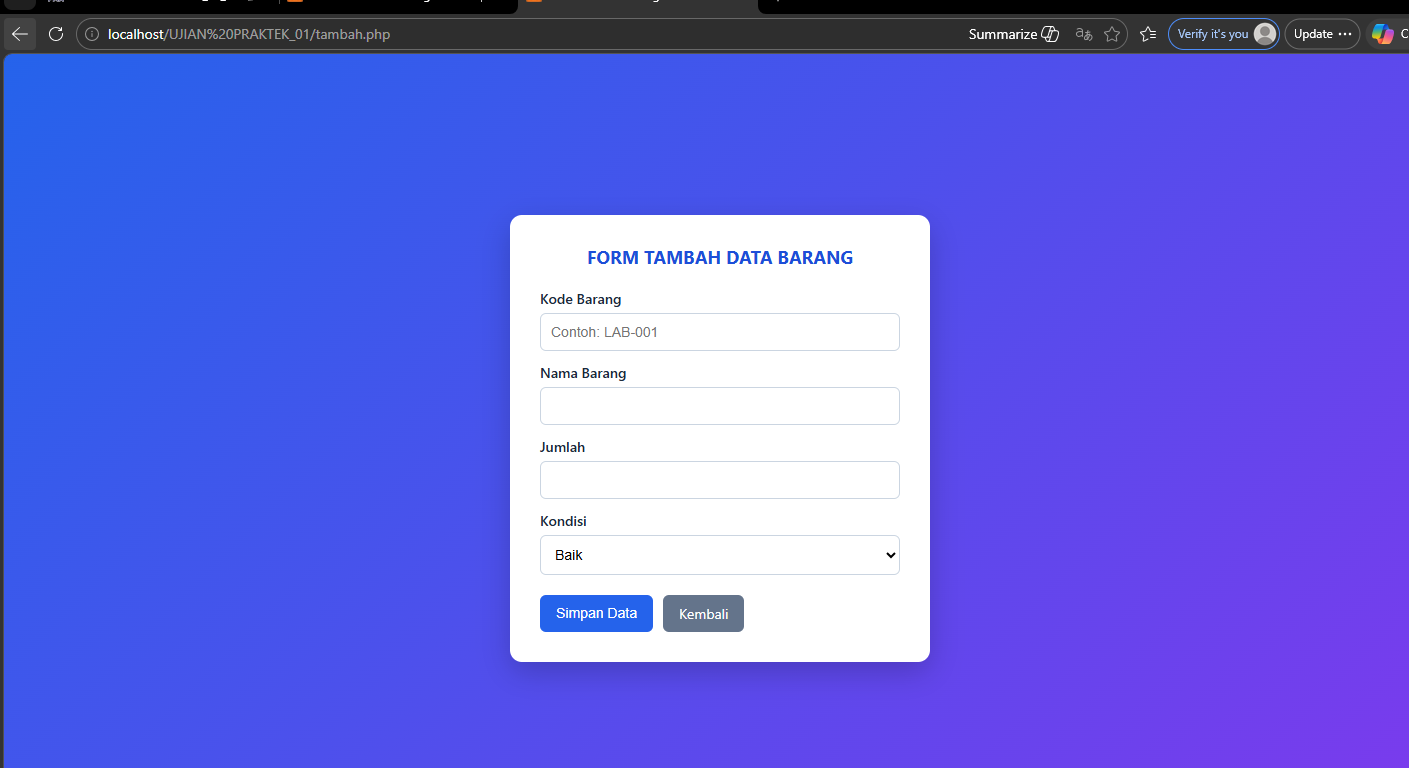 localhost/UJIAN%20PRAKTEK_01/tambah.php
Summarize
Verify it's you
Update
FORM TAMBAH DATA BARANG
Kode Barang
Contoh: LAB-001
Nama Barang
Jumlah
Kondisi
Baik
Simpan Data
Kembali